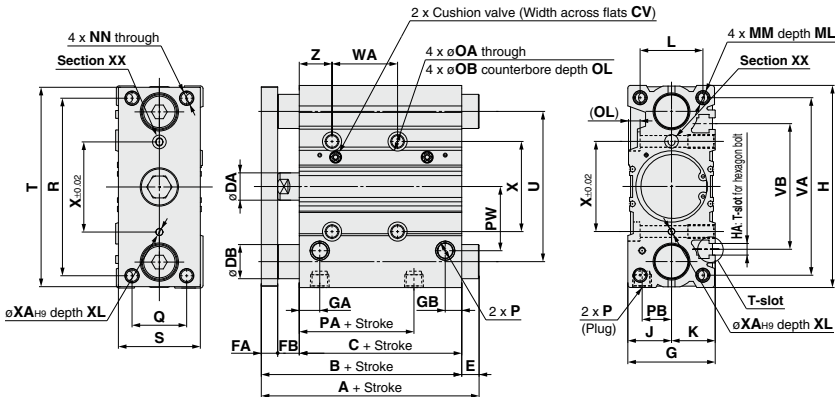 2 x Cushion valve (Width across flats CV)
4 x NN through
Section XX
Z
WA
4 x øOA through
4 x øOB counterbore depth OL
L
4 x MM depth ML
Section XX
(OL)
T
R
X±0.02
øDA
øDB
PW
X
U
X±0.02
HA: T-slot for hexagon bolt
VB
VA
H
øXAH9 depth XL
Q
S
GA
GB
2 x P
PA + Stroke
FA
FB
C + Stroke
B + Stroke
E
A + Stroke
2 x P
(Plug)
PB
J
K
G
T-slot
øXAH9 depth XL